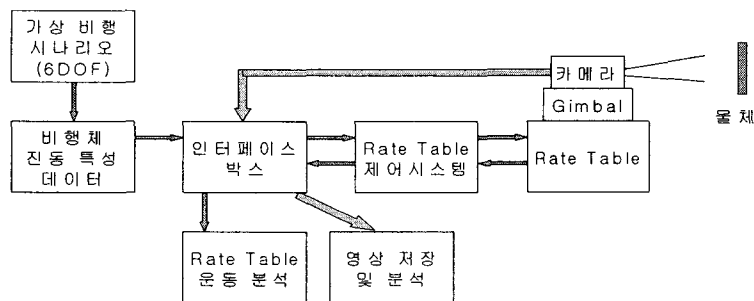 가상 비행
시나리오
(6DOF)
카메라
Gimbal
물체
비행체
진동 특성
데이터
인터페이스
박스
Rate Table
제어시스템
Rate Table
Rate Table
운동 분석
영상 저장
및 분석